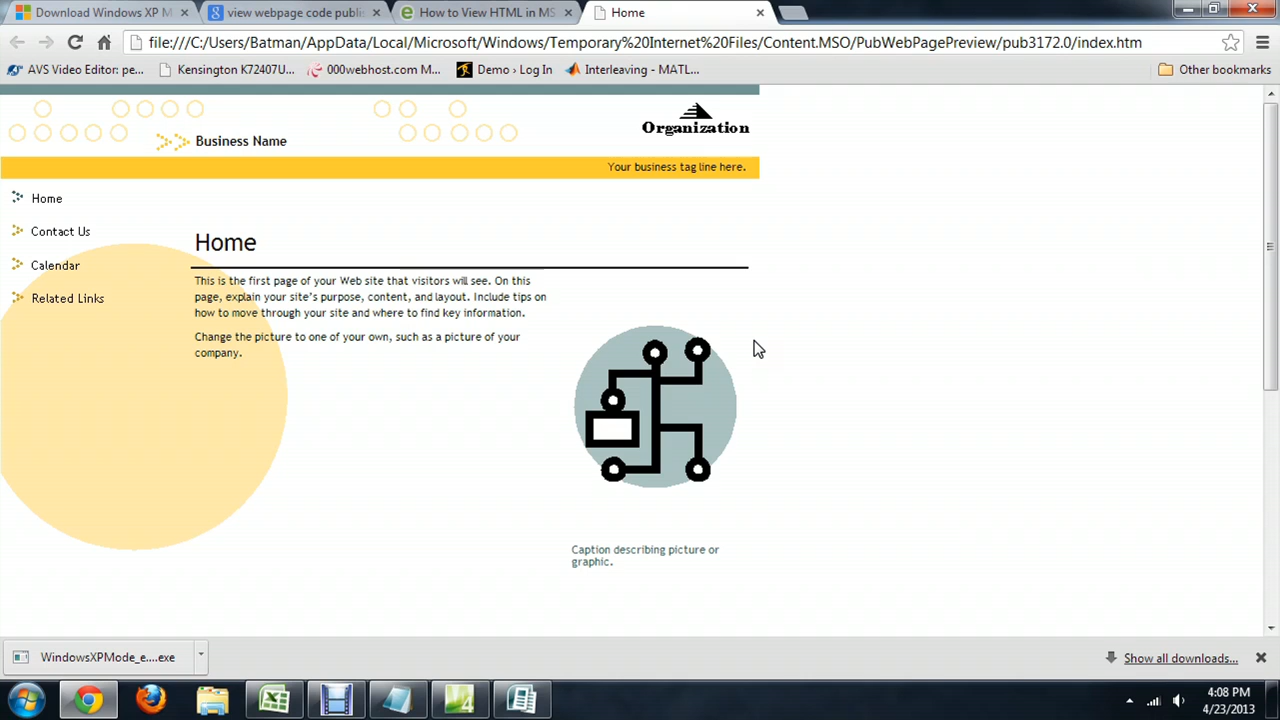 Download Windows XP M
view webpage code publis
How to View HTML in MS
Home
file:///C:/Users/Batman/AppData/Local/Microsoft/Windows/Temporary%20Internet%20Files/Content.MSO/PubWebPagePreview/pub3172.0/index.htm
AVS Video Editor: pe...
Kensington K72407U...
000webhost.com M...
Demo › Log In
Interleaving - MATL...
Other bookmarks
Organization
Business Name
Your business tag line here.
Home
Contact Us
Calendar
Related Links
Home
This is the first page of your Web site that visitors will see. On this
page, explain your site's purpose, content, and layout. Include tips on
how to move through your site and where to find key information.
Change the picture to one of your own, such as a picture of your
company.
Caption describing picture or
graphic.
WindowsXPMode_e....exe
Show all downloads...
4:08 PM
4/23/2013